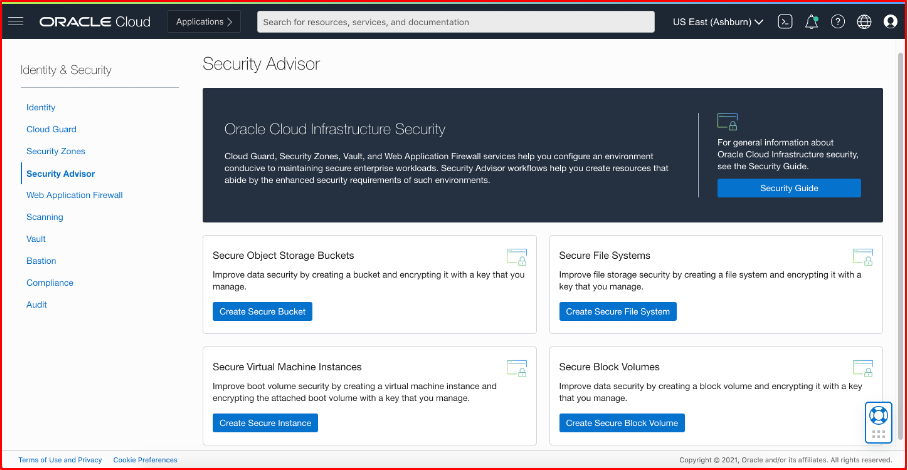 ORACLE Cloud
Applications
Search for resources, services, and documentation
US East (Ashburn)
Identity & Security
Identity
Cloud Guard
Security Zones
Security Advisor
Web Application Firewall
Scanning
Vault
Bastion
Compliance
Audit
Security Advisor
Oracle Cloud Infrastructure Security
Cloud Guard, Security Zones, Vault, and Web Application Firewall services help you configure an environment
conducive to maintaining secure enterprise workloads. Security Advisor workflows help you create resources that
abide by the enhanced security requirements of such environments.
For general information about
Oracle Cloud Infrastructure security,
see the Security Guide.
Security Guide
Secure Object Storage Buckets
Improve data security by creating a bucket and encrypting it with a key that you
manage.
Create Secure Bucket
Secure File Systems
Improve file storage security by creating a file system and encrypting it with a
key that you manage.
Create Secure File System
Secure Virtual Machine Instances
Improve boot volume security by creating a virtual machine instance and
encrypting the attached boot volume with a key that you manage.
Create Secure Instance
Secure Block Volumes
Improve data security by creating a block volume and encrypting it with a key
that you manage.
Create Secure Block Volume
Terms of Use and Privacy
Cookie Preferences
Copyright © 2021, Oracle and/or its affiliates. All rights reserved.